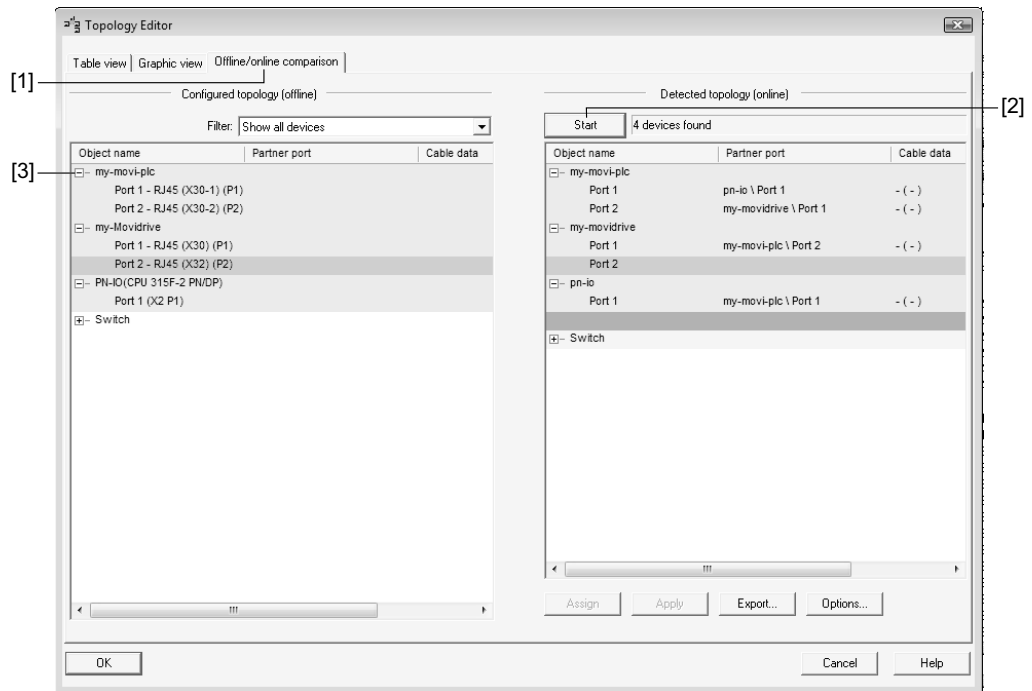 Topology Editor
Table view Graphic view Offline/online comparison
[1]
Configured topology (offline)
Filter: Show all devices
Object name Partner port Cable data
[3]
my-movi-plc
Port 1 - RJ45 (X30-1) (P1)
Port 2 - RJ45 (X30-2) (P2)
my-Movidrive
Port 1 - RJ45 (X30) (P1)
Port 2 - RJ45 (X32) (P2)
PN-IO(CPU 315F-2 PN/DP)
Port 1 (X2 P1)
Switch
Detected topology (online)
[2]
Start 4 devices found
Object name Partner port Cable data
my-movi-plc
Port 1 pn-io \ Port 1 - ( - )
Port 2 my-movidrive \ Port 1 - ( - )
my-movidrive
Port 1 my-movi-plc \ Port 2 - ( - )
Port 2
pn-io
Port 1 my-movi-plc \ Port 1 - ( - )
Switch
Assign Apply Export... Options...
OK Cancel Help